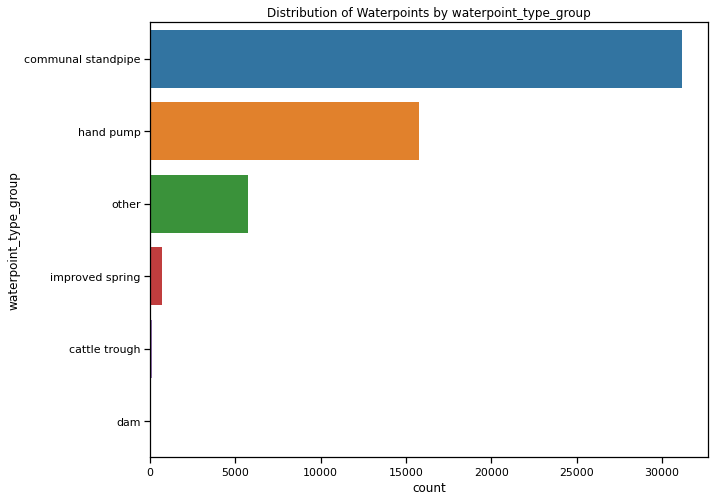 Distribution of Waterpoints by waterpoint_type_group
waterpoint_type_group
communal standpipe
hand pump
other
improved spring
cattle trough
dam
0 5000 10000 15000 20000 25000 30000
count